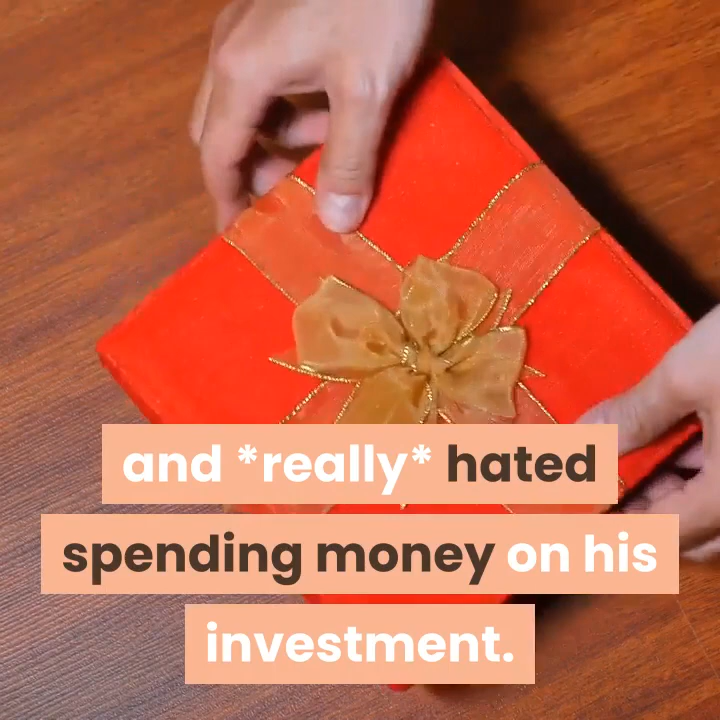 and *really* hated
spending money on his
investment.